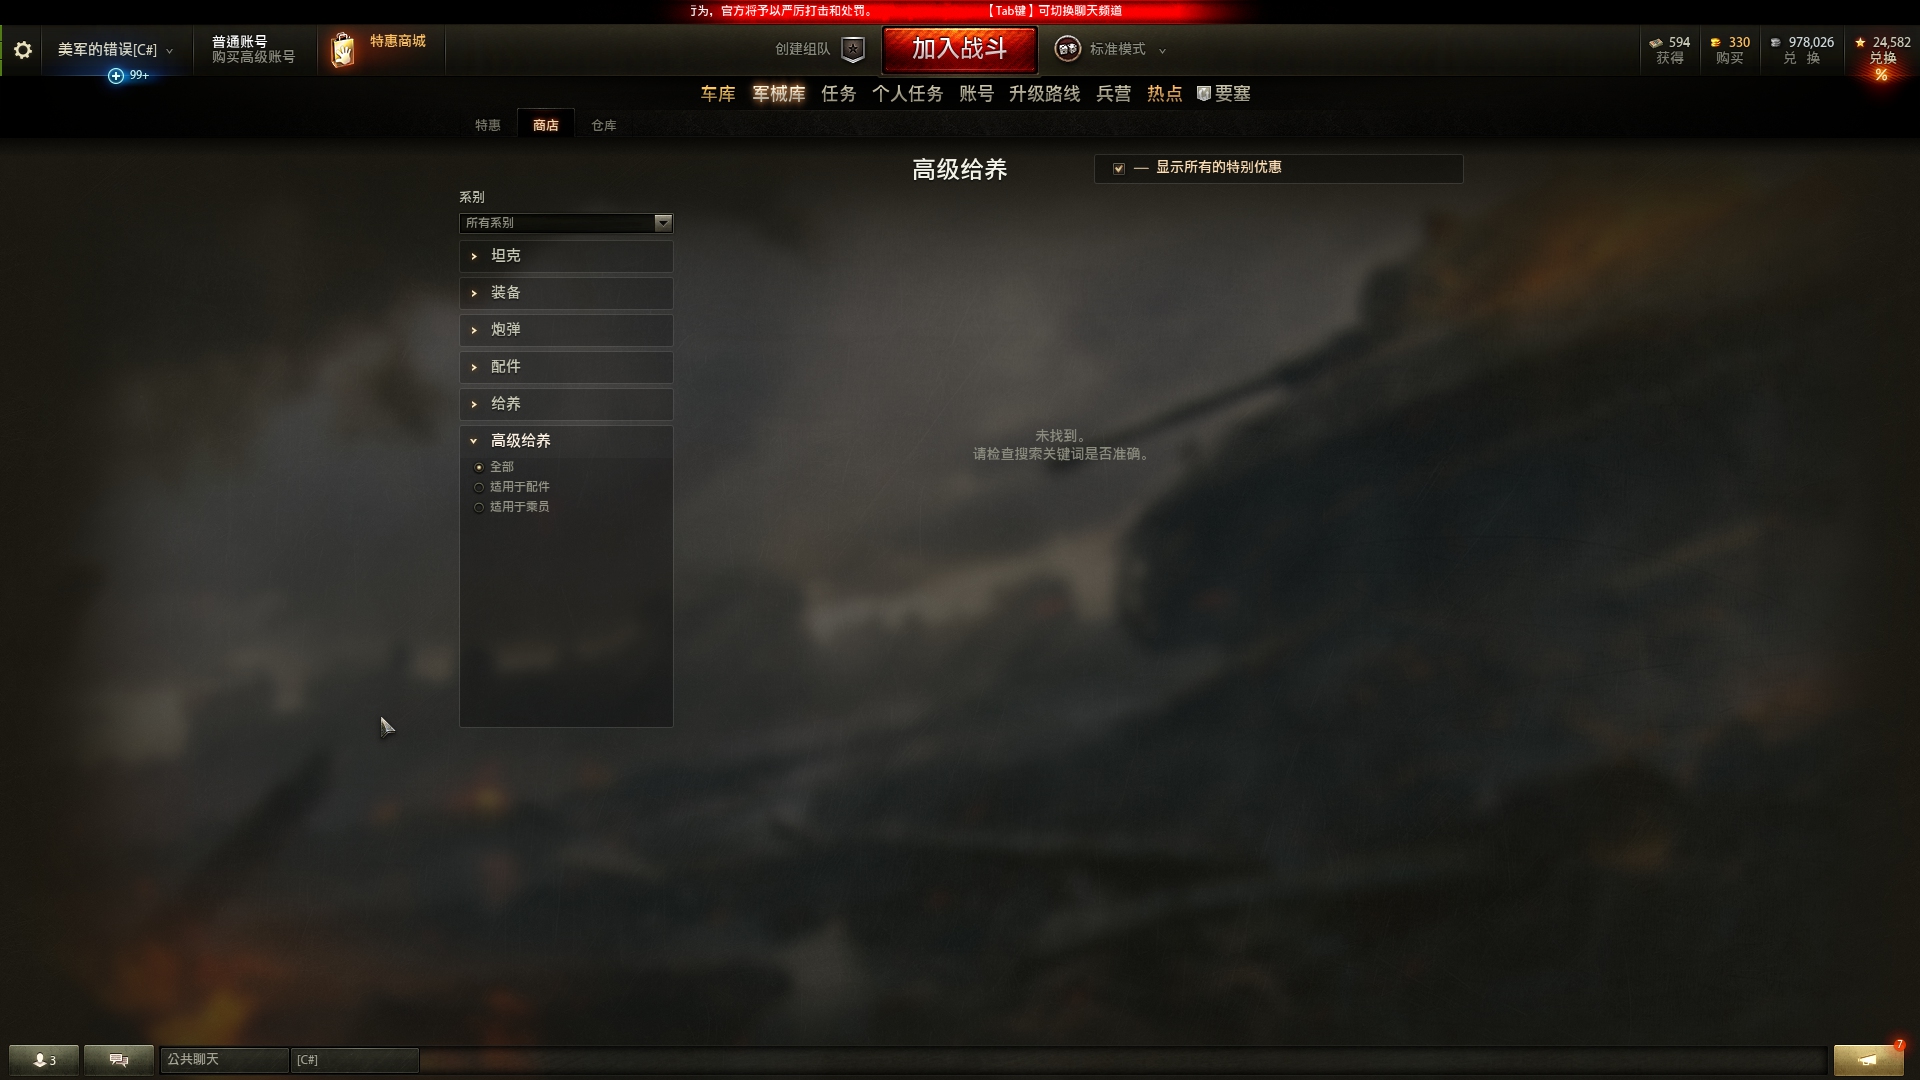 行为，官方将予以严厉打击和处罚。 【Tab键】可切换聊天频道
美军的错误[C#]
99+
普通账号
购买高级账号
特惠商城
创建组队
加入战斗
标准模式
594
获得
330
购买
978,026
兑 换
24,582
兑换
%
车库 军械库 任务 个人任务 账号 升级路线 兵营 热点 要塞
特惠 商店 仓库
高级给养
— 显示所有的特别优惠
系别
所有系别
坦克
装备
炮弹
配件
给养
高级给养
全部
适用于配件
适用于乘员
未找到。
请检查搜索关键词是否准确。
3
公共聊天
[C#]
7